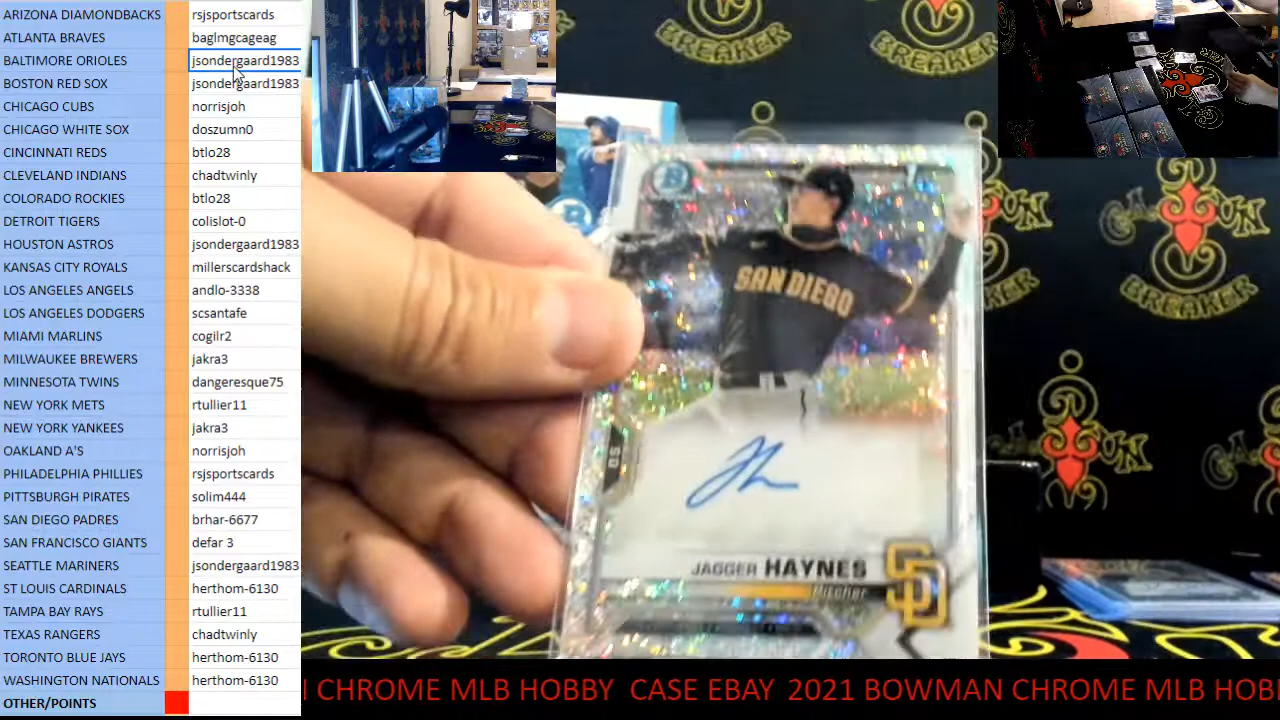 ARIZONA DIAMONDBACKS rsjsportscards
ATLANTA BRAVES baglmgcageag
BALTIMORE ORIOLES jsondergaard1983
BOSTON RED SOX jsondergaard1983
CHICAGO CUBS norrisjoh
CHICAGO WHITE SOX doszumn0
CINCINNATI REDS btlo28
CLEVELAND INDIANS chadtwinly
COLORADO ROCKIES btlo28
DETROIT TIGERS colislot-0
HOUSTON ASTROS jsondergaard1983
KANSAS CITY ROYALS millerscardshack
LOS ANGELES ANGELS andlo-3338
LOS ANGELES DODGERS scsantafe
MIAMI MARLINS cogilr2
MILWAUKEE BREWERS jakra3
MINNESOTA TWINS dangeresque75
NEW YORK METS rtullier11
NEW YORK YANKEES jakra3
OAKLAND A'S norrisjoh
PHILADELPHIA PHILLIES rsjsportscards
PITTSBURGH PIRATES solim444
SAN DIEGO PADRES brhar-6677
SAN FRANCISCO GIANTS defar 3
SEATTLE MARINERS jsondergaard1983
ST LOUIS CARDINALS herthom-6130
TAMPA BAY RAYS rtullier11
TEXAS RANGERS chadtwinly
TORONTO BLUE JAYS herthom-6130
WASHINGTON NATIONALS herthom-6130
OTHER/POINTS
BREAKER
BREAKER
BREAKER
BREAKER
B
SAN DIEGO
SD
JAGGER HAYNES
Pitcher
SD
CHROME MLB HOBBY CASE EBAY 2021 BOWMAN CHROME MLB HOB